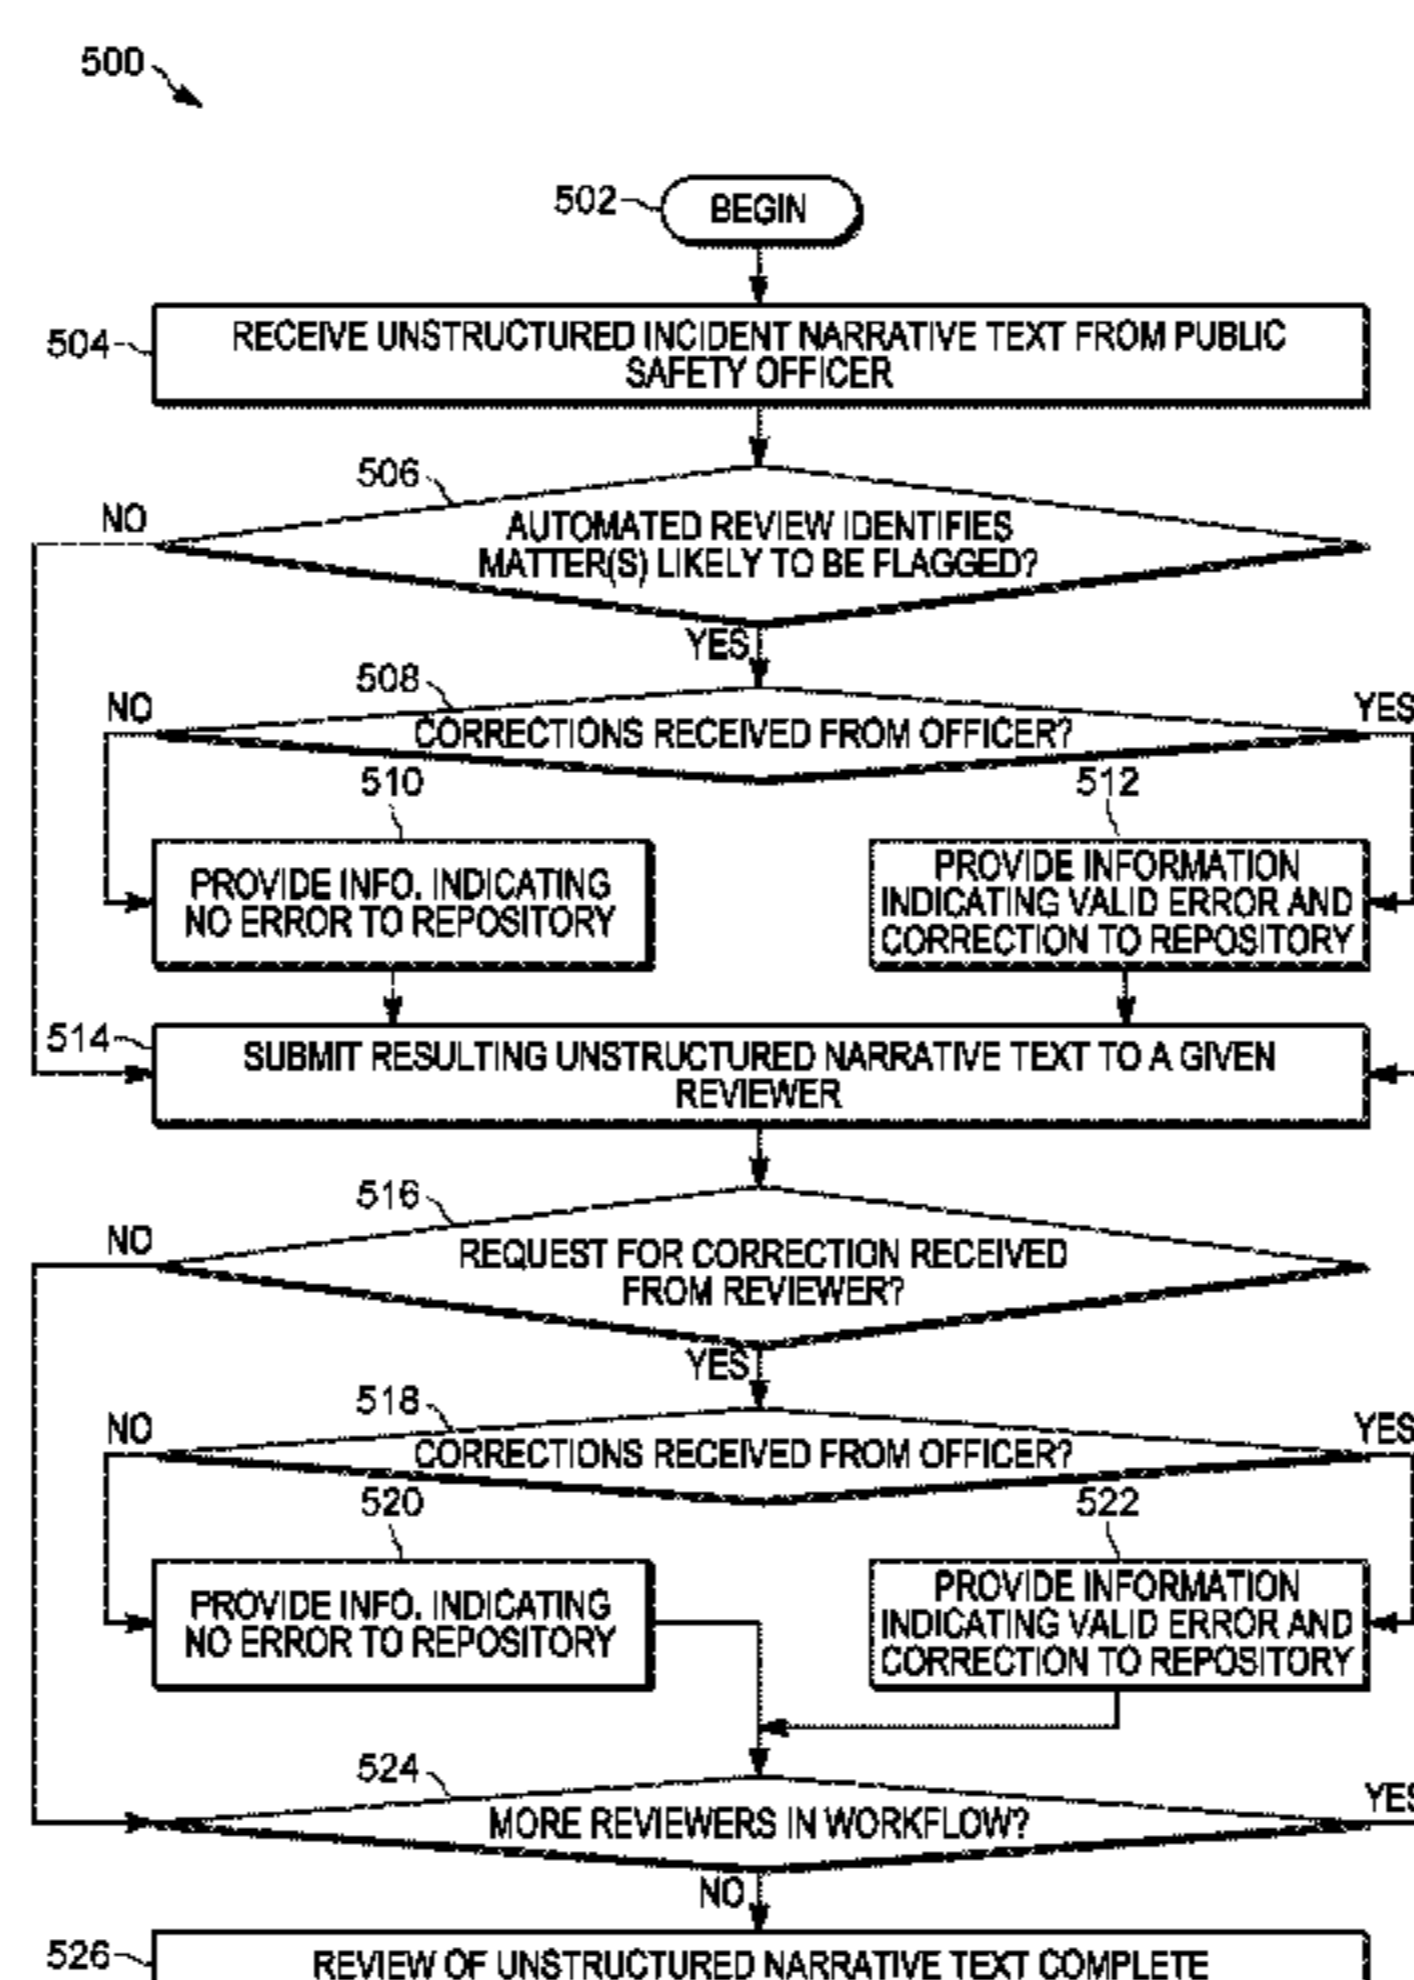 500
502
BEGIN
504
RECEIVE UNSTRUCTURED INCIDENT NARRATIVE TEXT FROM PUBLIC
SAFETY OFFICER
506
NO
AUTOMATED REVIEW IDENTIFIES
MATTER(S) LIKELY TO BE FLAGGED?
YES
508
NO
YES
CORRECTIONS RECEIVED FROM OFFICER?
510
512
PROVIDE INFO. INDICATING
NO ERROR TO REPOSITORY
PROVIDE INFORMATION
INDICATING VALID ERROR AND
CORRECTION TO REPOSITORY
514
SUBMIT RESULTING UNSTRUCTURED NARRATIVE TEXT TO A GIVEN
REVIEWER
516
NO
REQUEST FOR CORRECTION RECEIVED
FROM REVIEWER?
YES
518
NO
YES
CORRECTIONS RECEIVED FROM OFFICER?
520
522
PROVIDE INFO. INDICATING
NO ERROR TO REPOSITORY
PROVIDE INFORMATION
INDICATING VALID ERROR AND
CORRECTION TO REPOSITORY
524
YES
MORE REVIEWERS IN WORKFLOW?
NO
526
REVIEW OF UNSTRUCTURED NARRATIVE TEXT COMPLETE